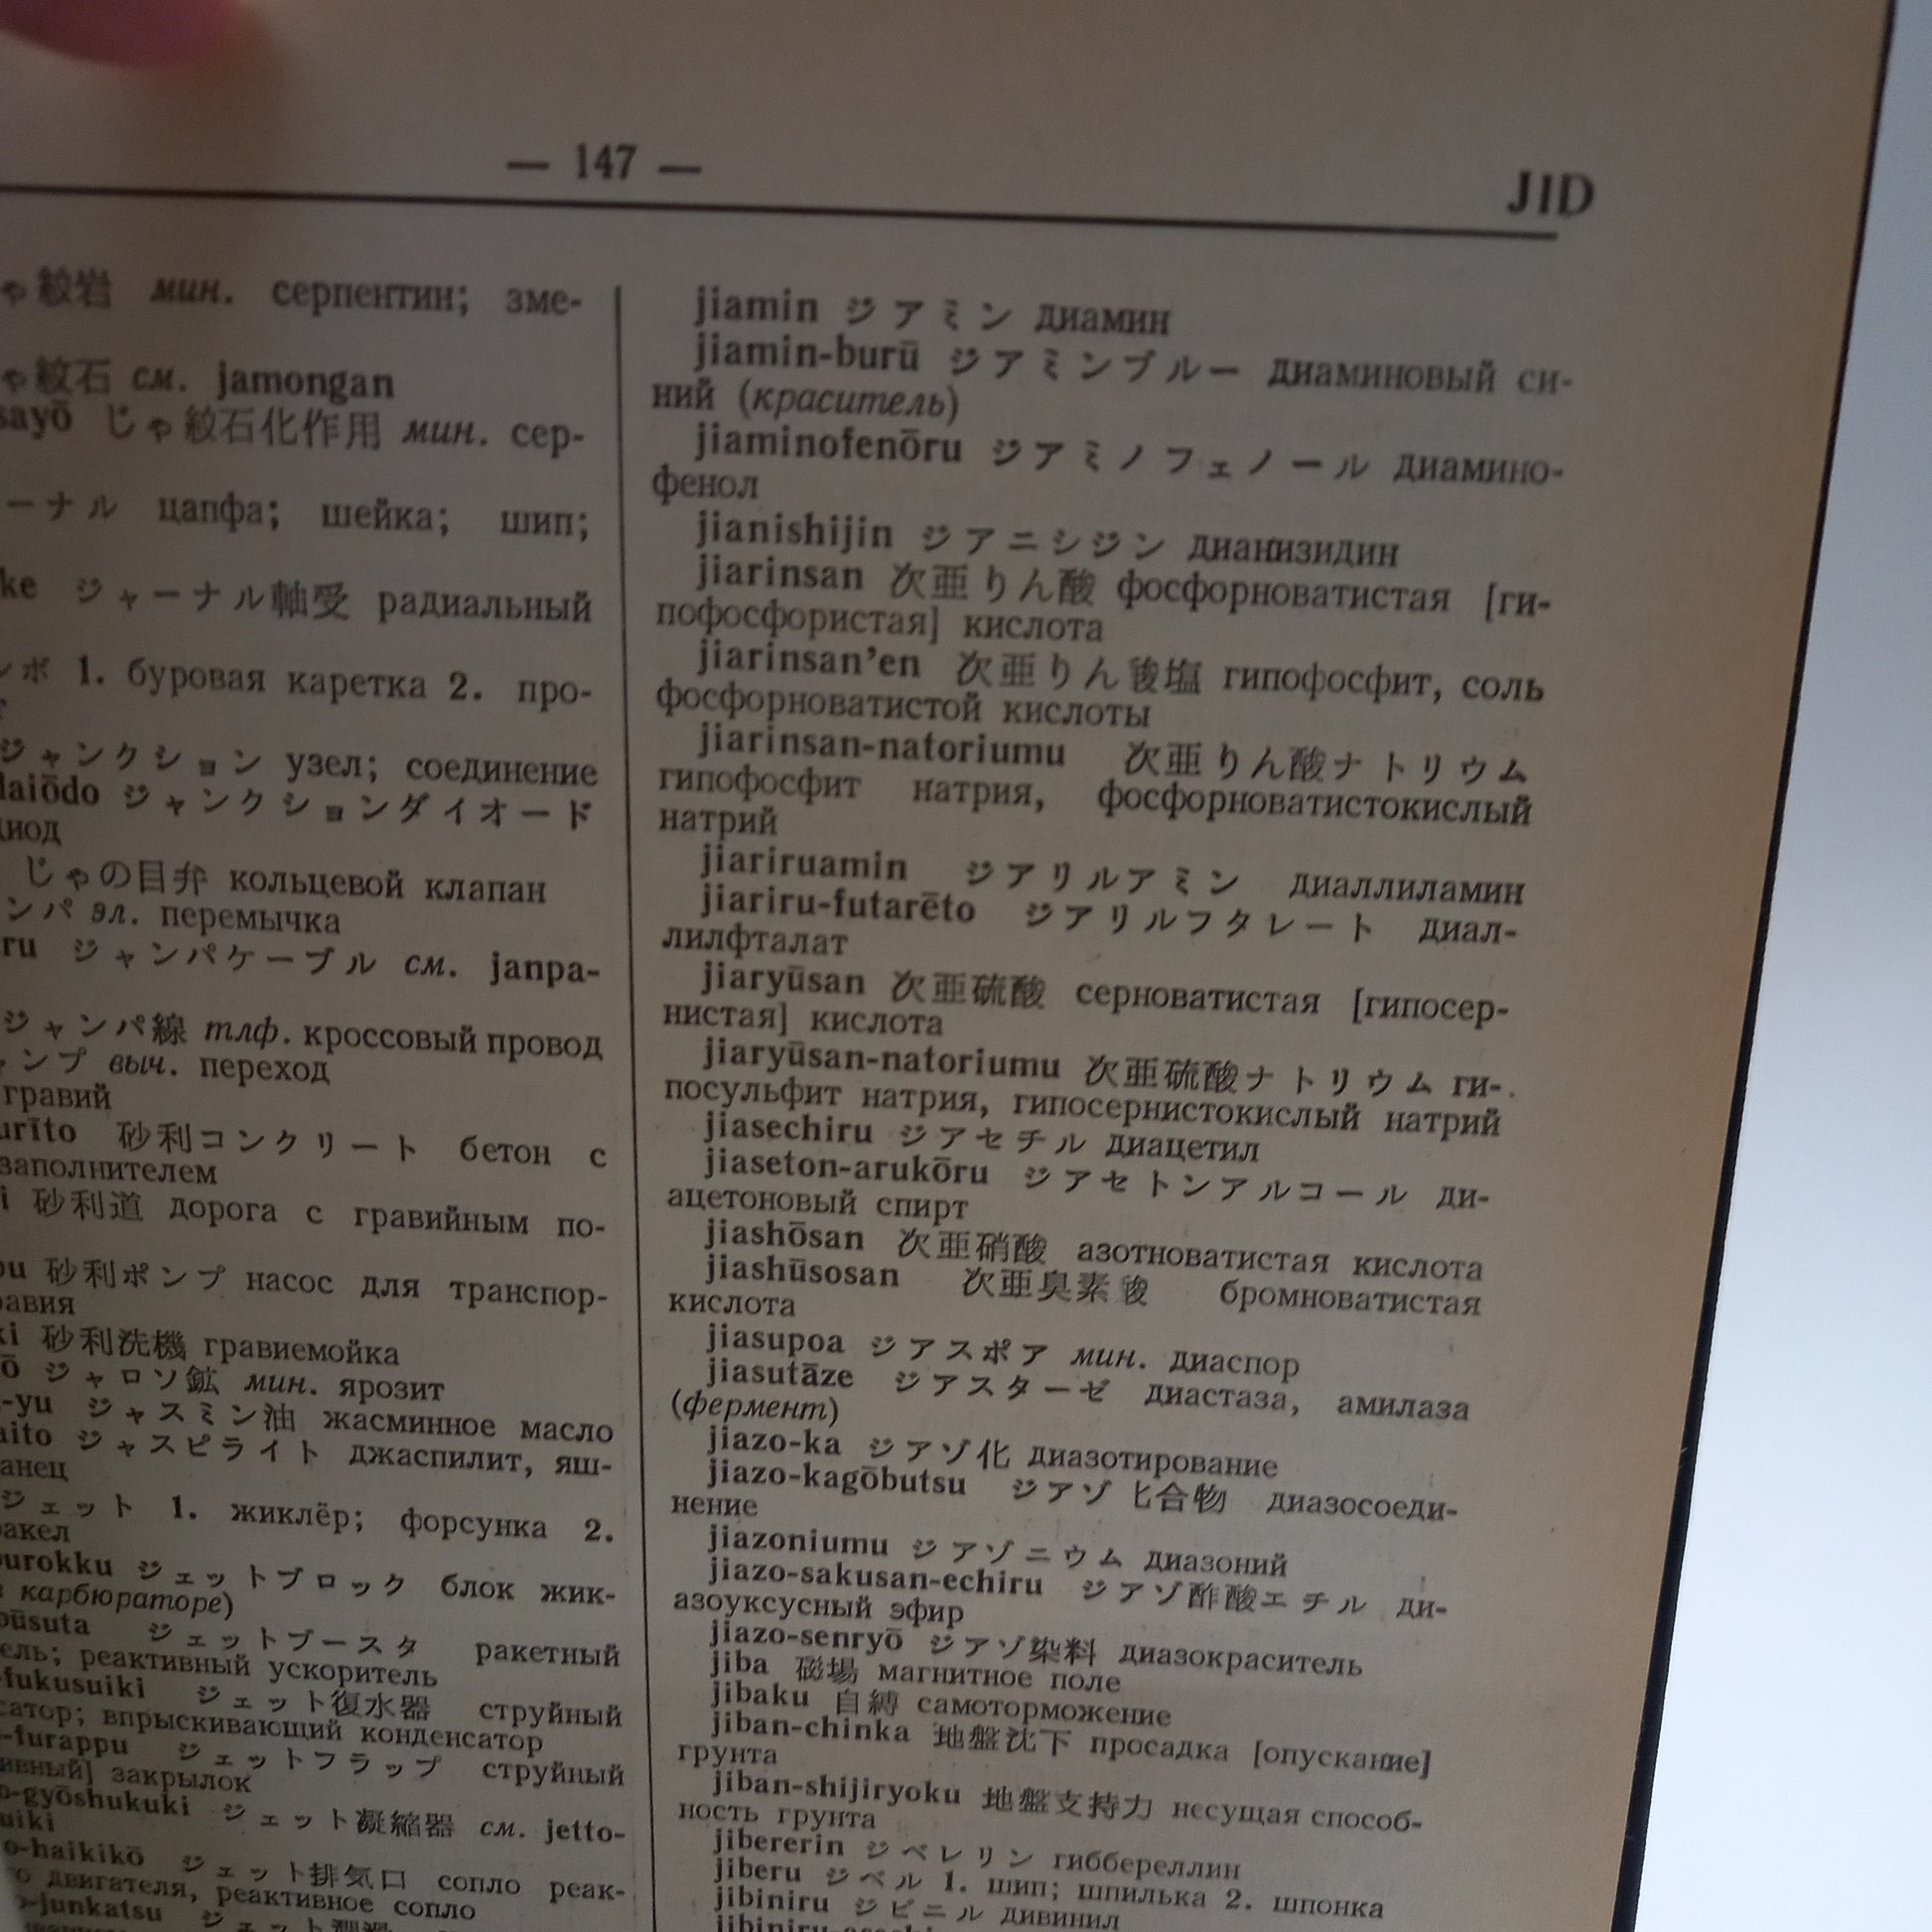 — 147 —
JID
ゃ紋岩 мин. серпентин; зме-
ゃ紋石 см. jamongan
sayō じゃ紋石化作用 мин. сер-
ーナル цапфа; шейка; шип;
ke ジャーナル軸受 радиальный
ンボ 1. буровая каретка 2. про-
ジャンクション узел; соединение
daiōdo ジャンクションダイオード
диод
じゃの目弁 кольцевой клапан
ンパ эл. перемычка
ru ジャンパケーブル см. janpa-
ジャンパ線 тлф. кроссовый провод
ャンプ выч. переход
гравий
urīto 砂利コンクリート бетон с
заполнителем
i 砂利道 дорога с гравийным по-
pu 砂利ポンプ насос для транспор-
равия
ki 砂利洗機 гравиемойка
ō ジャロソ鉱 мин. ярозит
-yu ジャスミン油 жасминное масло
aito ジャスピライト джаспилит, яш-
анец
ジェット 1. жиклёр; форсунка 2.
ракел
burokku ジェットブロック блок жик-
в карбюраторе)
būsuta ジェットブースタ ракетный
ель; реактивный ускоритель
-fukusuiki ジェット復水器 струйный
сатор; впрыскивающий конденсатор
-furappu ジェットフラップ струйный
ивный] закрылок
o-gyōshukuki ジェット凝縮器 см. jetto-
uiki
o-haikikō ジェット排気口 сопло реак-
о двигателя, реактивное сопло
o-junkatsu ジェット潤滑
jiamin ジアミン диамин
jiamin-burū ジアミンブルー диаминовый си-
ний (краситель)
jiaminofenōru ジアミノフェノール диамино-
фенол
jianishijin ジアニシジン дианизидин
jiarinsan 次亜りん酸 фосфорноватистая [ги-
пофосфористая] кислота
jiarinsan’en 次亜りん酸塩 гипофосфит, соль
фосфорноватистой кислоты
jiarinsan-natoriumu 次亜りん酸ナトリウム
гипофосфит натрия, фосфорноватистокислый
натрий
jiariruamin ジアリルアミン диаллиламин
jiariru-futarēto ジアリルフタレート диал-
лилфталат
jiaryūsan 次亜硫酸 серноватистая [гипосер-
нистая] кислота
jiaryūsan-natoriumu 次亜硫酸ナトリウム ги-
посульфит натрия, гипосернистокислый натрий
jiasechiru ジアセチル диацетил
jiaseton-arukōru ジアセトンアルコール ди-
ацетоновый спирт
jiashōsan 次亜硝酸 азотноватистая кислота
jiashūsosan 次亜臭素酸 бромноватистая
кислота
jiasupoa ジアスポア мин. диаспор
jiasutāze ジアスターゼ диастаза, амилаза
(фермент)
jiazo-ka ジアゾ化 диазотирование
jiazo-kagōbutsu ジアゾ化合物 диазосоеди-
нение
jiazoniumu ジアゾニウム диазоний
jiazo-sakusan-echiru ジアゾ酢酸エチル ди-
азоуксусный эфир
jiazo-senryō ジアゾ染料 диазокраситель
jiba 磁場 магнитное поле
jibaku 自縛 самоторможение
jiban-chinka 地盤沈下 просадка [опускание]
грунта
jiban-shijiryoku 地盤支持力 несущая способ-
ность грунта
jibererin ジベレリン гиббереллин
jiberu ジベル 1. шип; шпилька 2. шпонка
jibiniru ジビニル дивинил